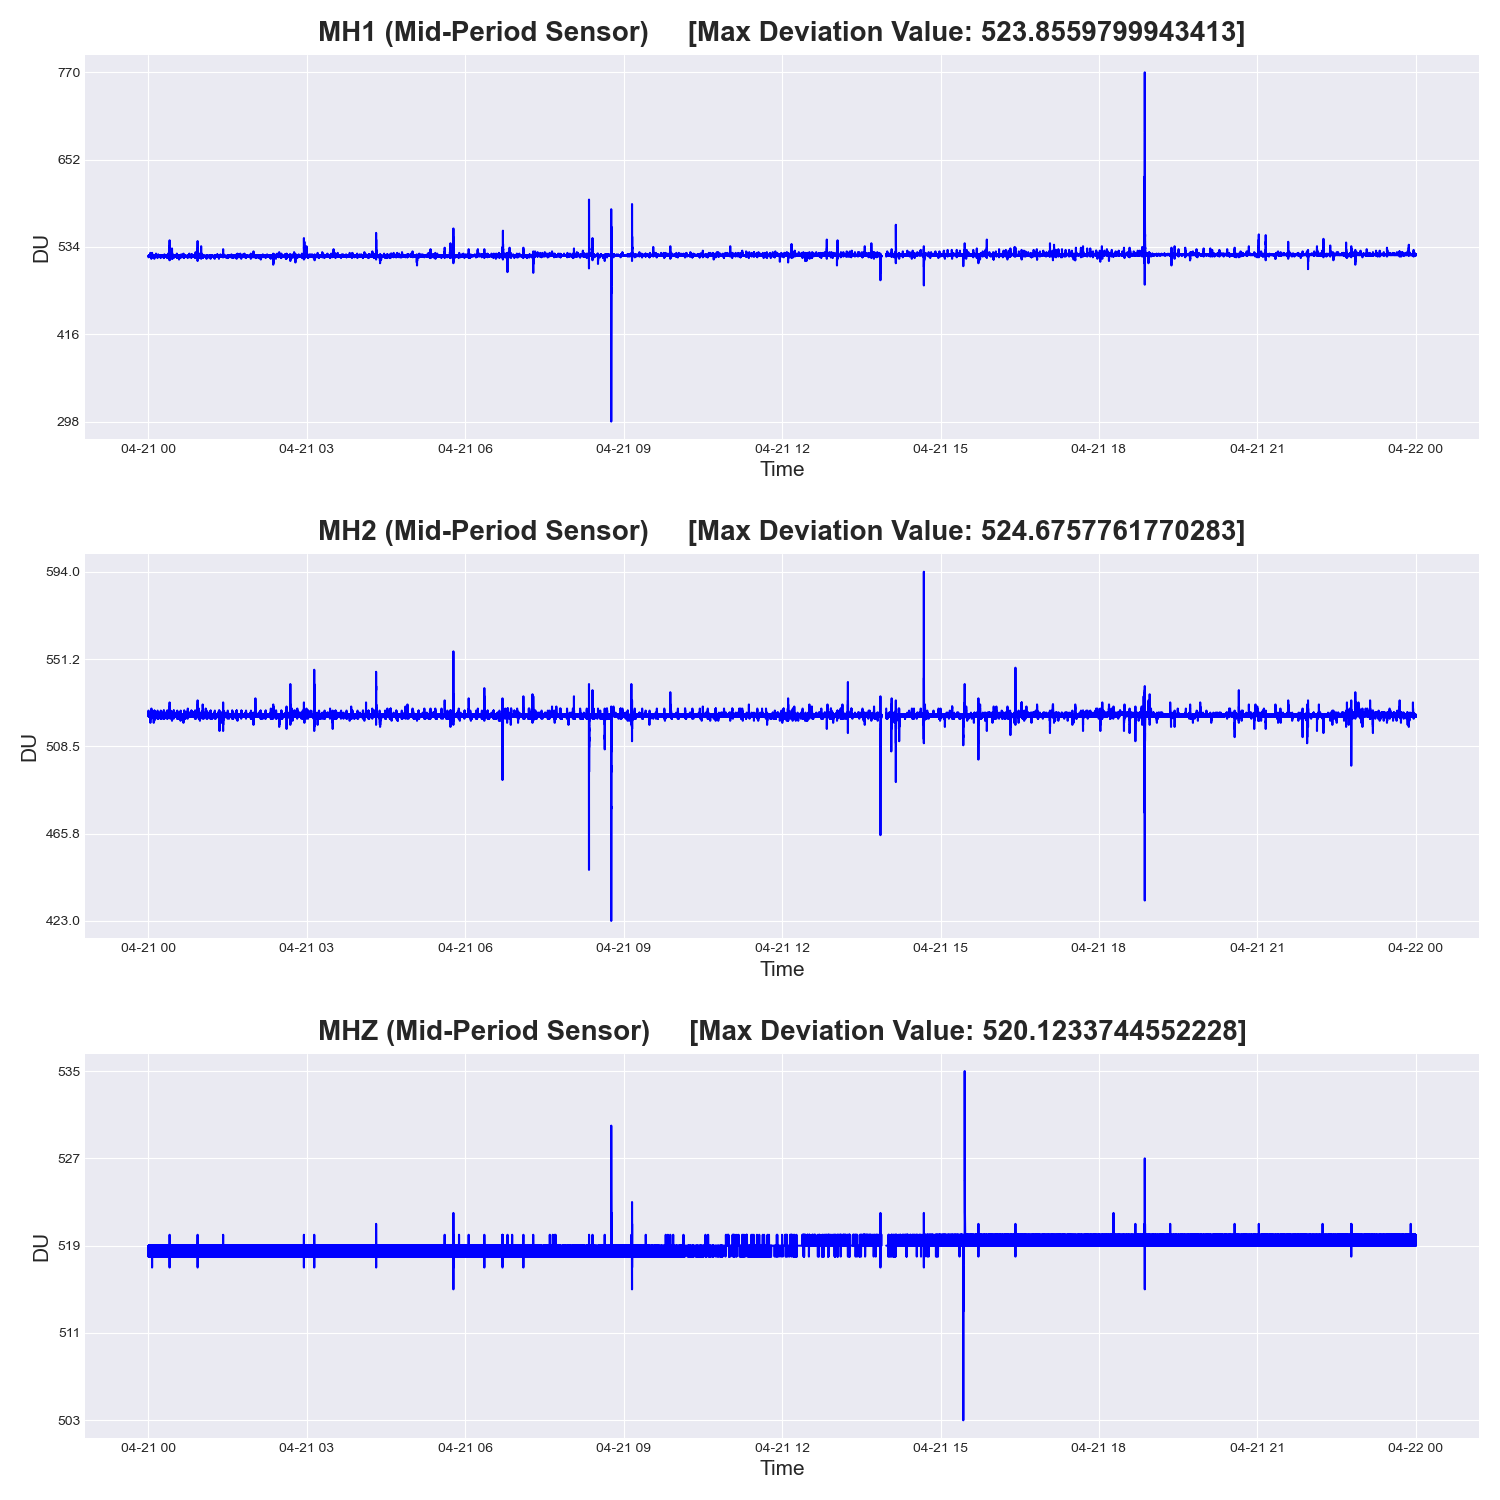 MH1 (Mid-Period Sensor) [Max Deviation Value: 523.8559799943413]
770
652
534
416
298
DU
04-21 00 04-21 03 04-21 06 04-21 09 04-21 12 04-21 15 04-21 18 04-21 21 04-22 00
Time
MH2 (Mid-Period Sensor) [Max Deviation Value: 524.6757761770283]
594.0
551.2
508.5
465.8
423.0
DU
04-21 00 04-21 03 04-21 06 04-21 09 04-21 12 04-21 15 04-21 18 04-21 21 04-22 00
Time
MHZ (Mid-Period Sensor) [Max Deviation Value: 520.1233744552228]
535
527
519
511
503
DU
04-21 00 04-21 03 04-21 06 04-21 09 04-21 12 04-21 15 04-21 18 04-21 21 04-22 00
Time